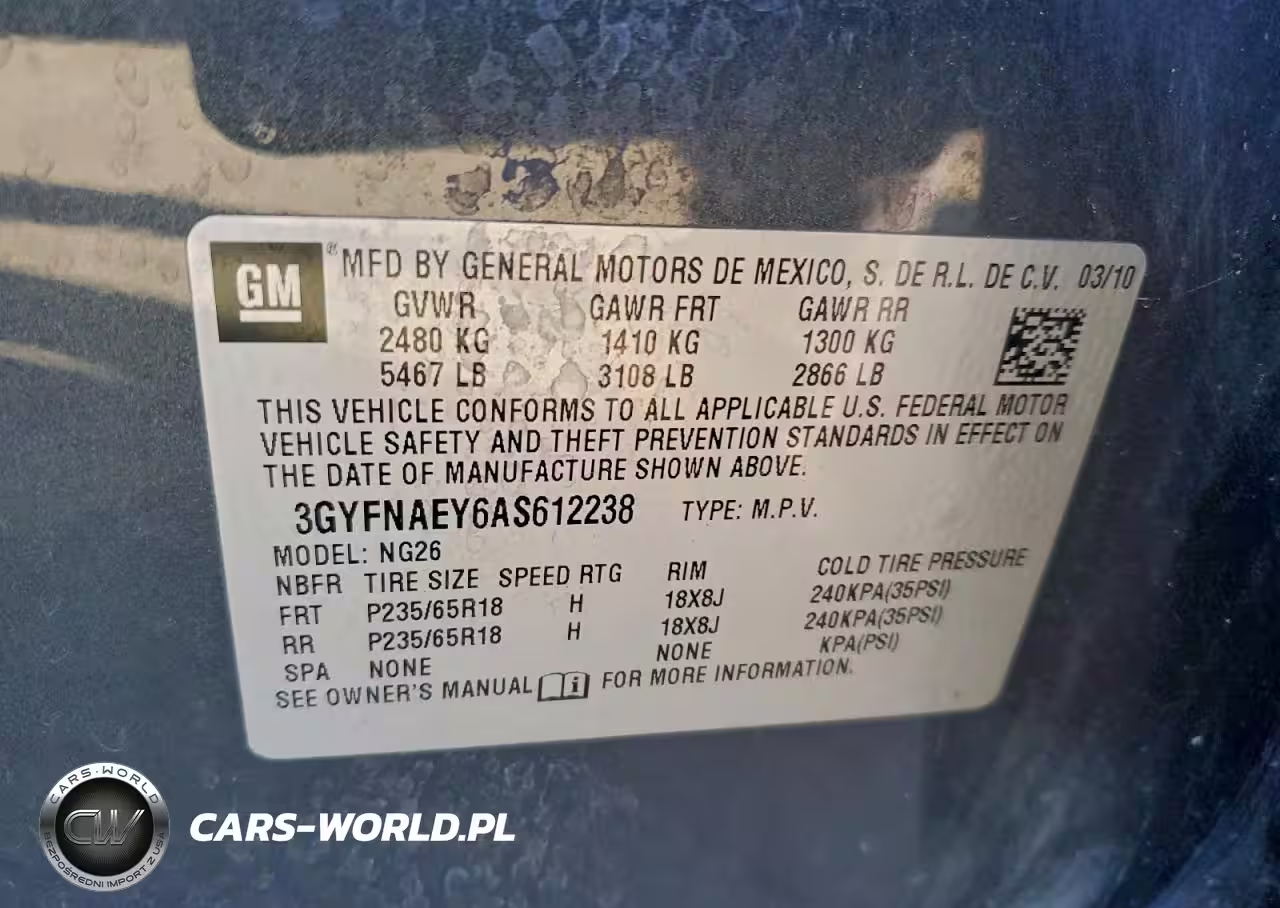 GM ® MFD BY GENERAL MOTORS DE MEXICO, S. DE R.L. DE C.V. 03/10
GVWR GAWR FRT GAWR RR
2480 KG 1410 KG 1300 KG
5467 LB 3108 LB 2866 LB
THIS VEHICLE CONFORMS TO ALL APPLICABLE U.S. FEDERAL MOTOR
VEHICLE SAFETY AND THEFT PREVENTION STANDARDS IN EFFECT ON
THE DATE OF MANUFACTURE SHOWN ABOVE.
3GYFNAEY6AS612238 TYPE: M.P.V.
MODEL: NG26
NBFR TIRE SIZE SPEED RTG RIM COLD TIRE PRESSURE
FRT P235/65R18 H 18X8J 240KPA(35PSI)
RR P235/65R18 H 18X8J 240KPA(35PSI)
SPA NONE NONE KPA(PSI)
SEE OWNER'S MANUAL FOR MORE INFORMATION.
CARS-WORLD
CW
BEZPOŚREDNI IMPORT Z USA
CARS-WORLD.PL